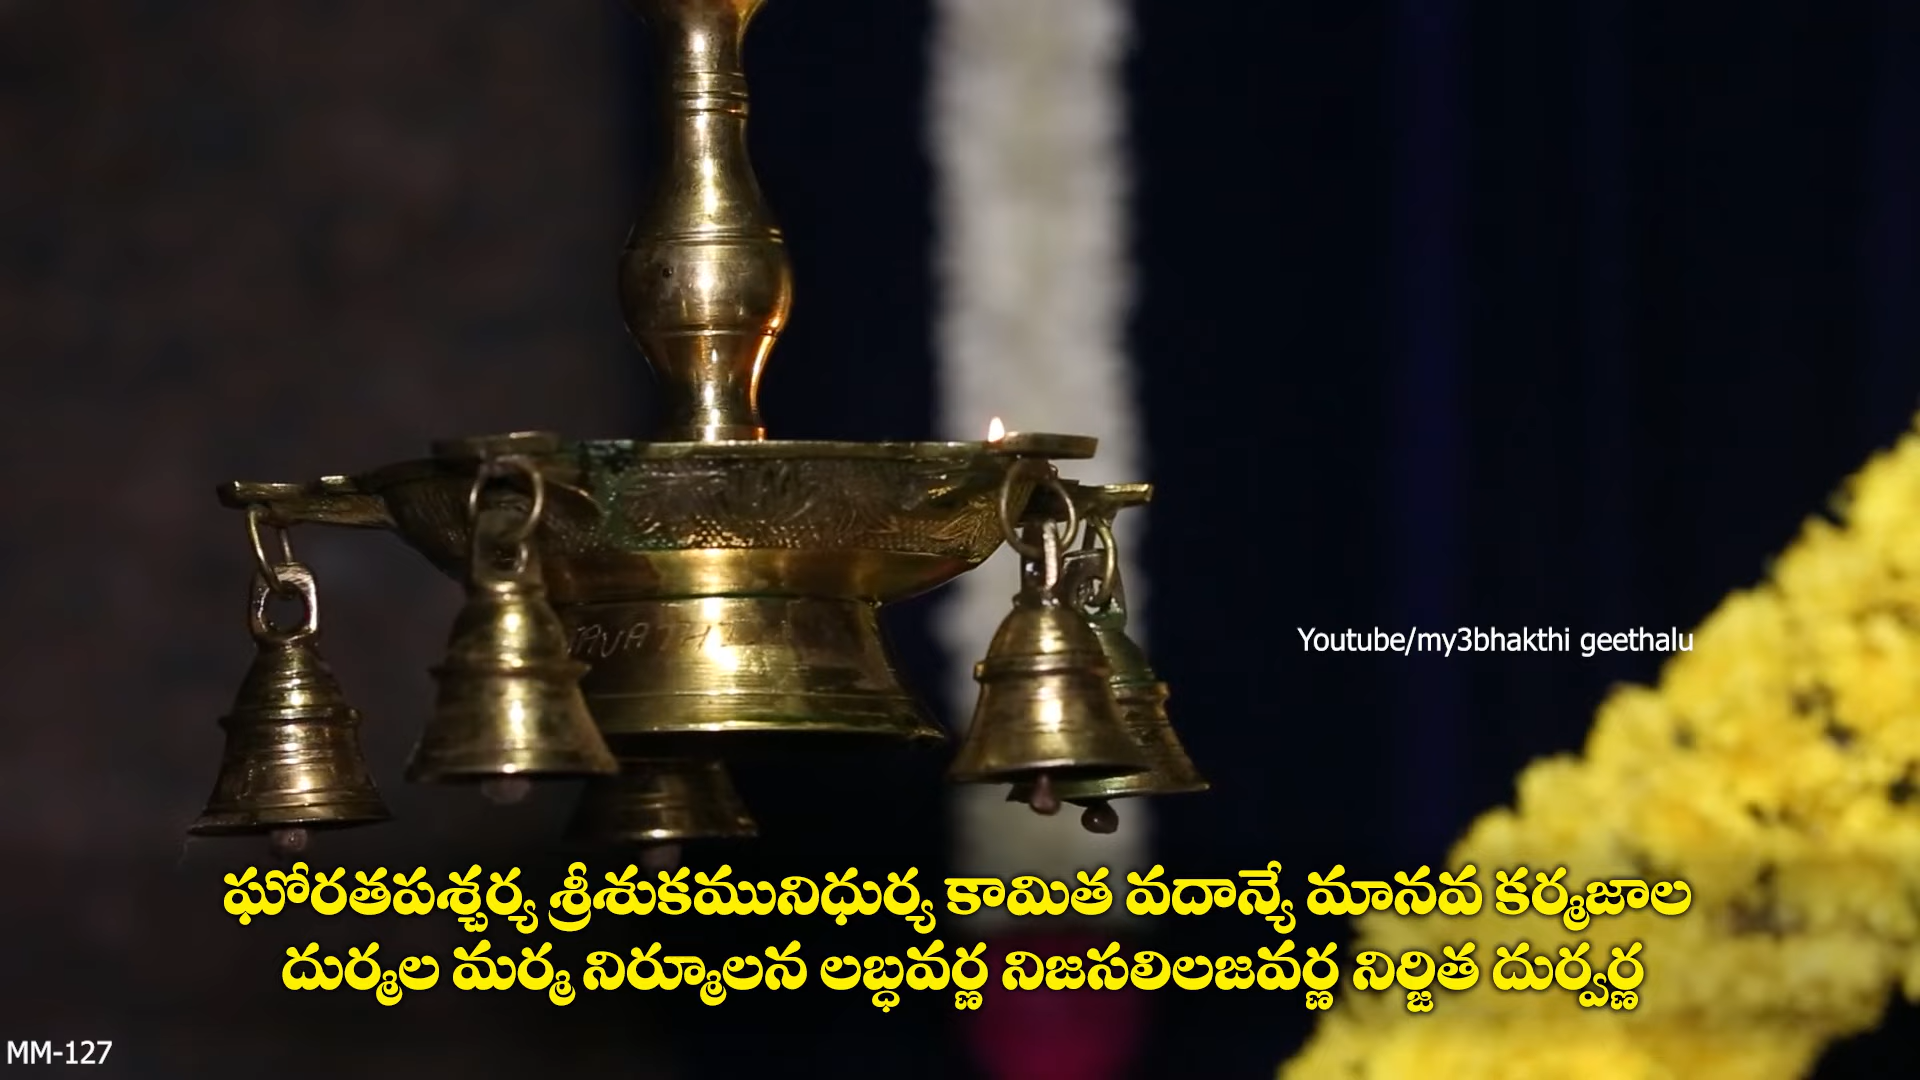 JAVATHI
Youtube/my3bhakthi geethalu
ఘోరతపశ్చర్య శ్రీశుకమునిధుర్య కామిత వదాన్యే మానవ కర్మజాల
దుర్మల మర్మ నిర్మూలన లబ్ధవర్ణ నిజసలిలజవర్ణ నిర్జిత దుర్వర్ణ
MM-127